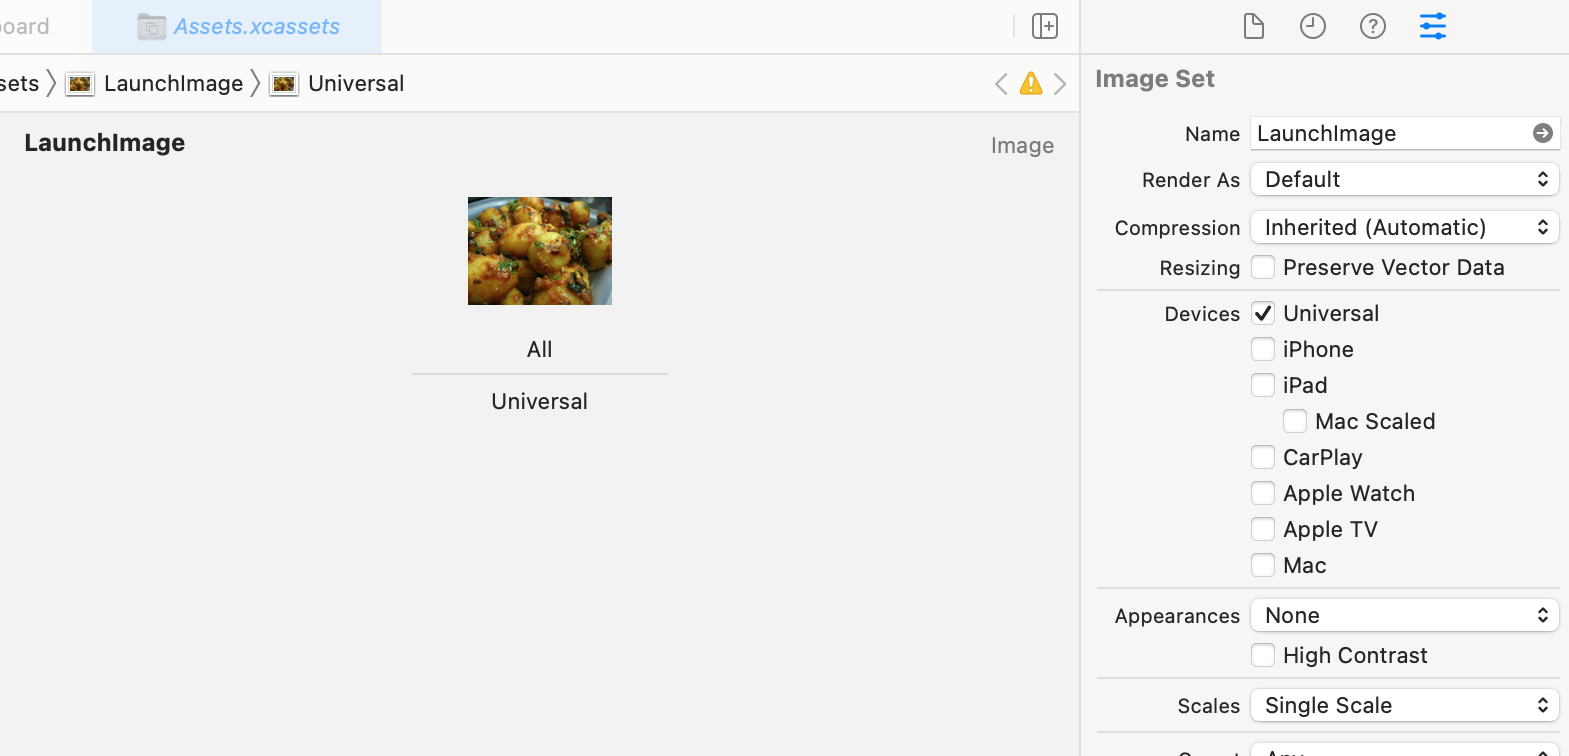 oard
Assets.xcassets
sets
LaunchImage
Universal
LaunchImage
Image
All
Universal
Image Set
Name LaunchImage
Render As Default
Compression Inherited (Automatic)
Resizing Preserve Vector Data
Devices Universal
iPhone
iPad
Mac Scaled
CarPlay
Apple Watch
Apple TV
Mac
Appearances None
High Contrast
Scales Single Scale